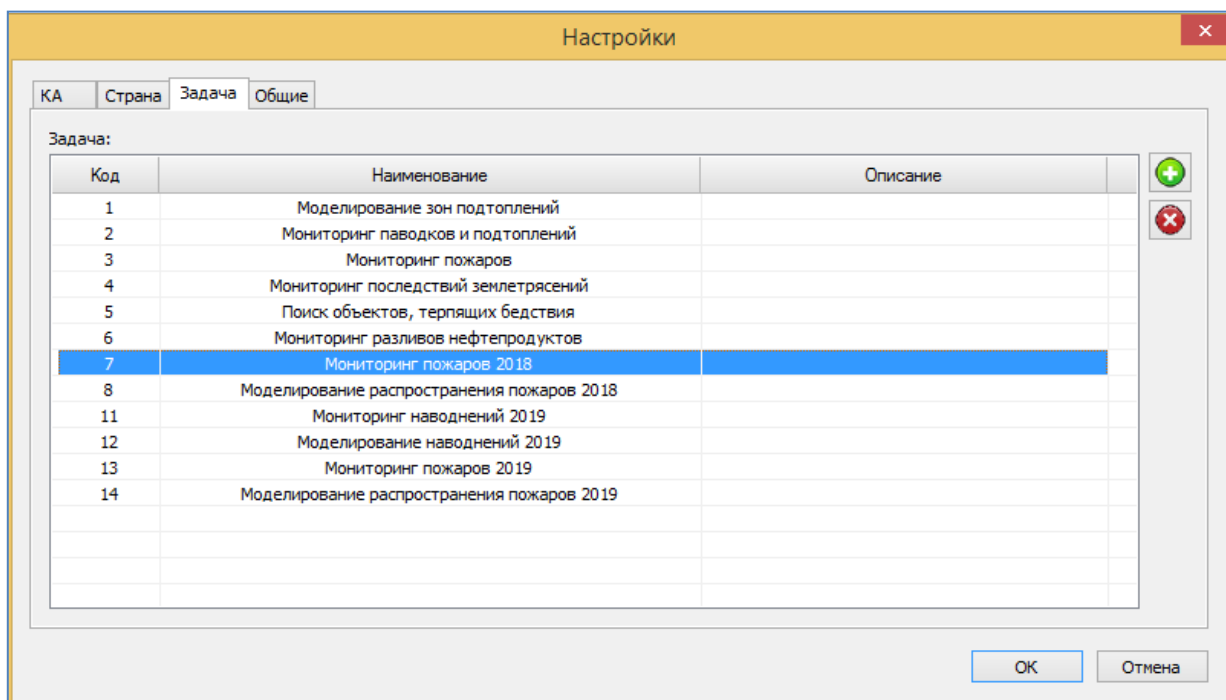 Настройки
КА Страна Задача Общие
Задача:
Код Наименование Описание
1 Моделирование зон подтоплений
2 Мониторинг паводков и подтоплений
3 Мониторинг пожаров
4 Мониторинг последствий землетрясений
5 Поиск объектов, терпящих бедствия
6 Мониторинг разливов нефтепродуктов
7 Мониторинг пожаров 2018
8 Моделирование распространения пожаров 2018
11 Мониторинг наводнений 2019
12 Моделирование наводнений 2019
13 Мониторинг пожаров 2019
14 Моделирование распространения пожаров 2019
OK Отмена